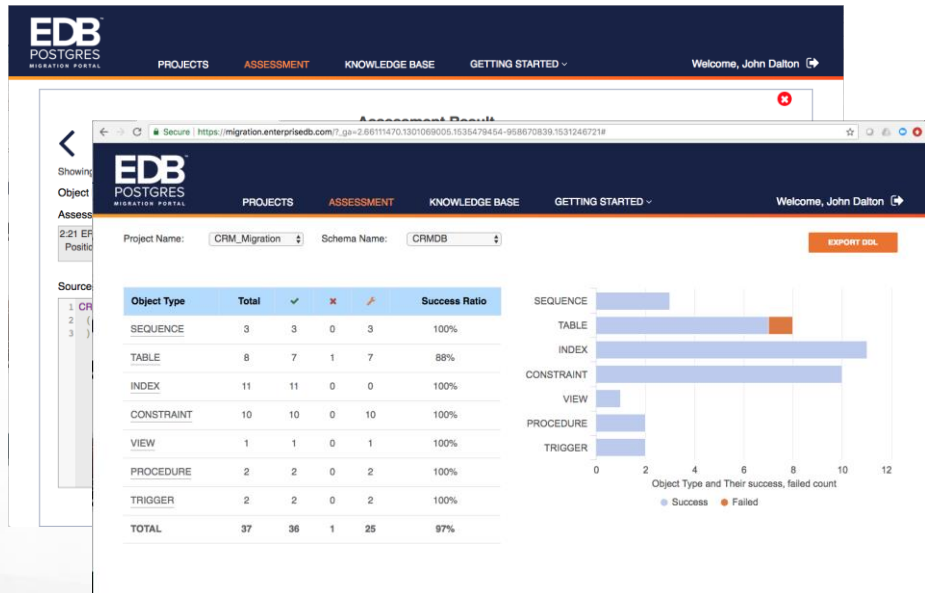 EDB
POSTGRES
MIGRATION PORTAL
PROJECTS ASSESSMENT KNOWLEDGE BASE GETTING STARTED Welcome, John Dalton
Showing
Object
Assess
2:21 EF
Positic
Source
1 CR
2 (
3 )
Secure https://migration.enterprisedb.com/?_ga=2.66111470.1301069005.1535479454-958670839.1531246721#
EDB
POSTGRES
MIGRATION PORTAL
PROJECTS ASSESSMENT KNOWLEDGE BASE GETTING STARTED Welcome, John Dalton
Project Name: CRM_Migration Schema Name: CRMDB EXPORT DDL
Object Type Total ✓ ✗ Success Ratio
SEQUENCE 3 3 0 3 100%
TABLE 8 7 1 7 88%
INDEX 11 11 0 0 100%
CONSTRAINT 10 10 0 10 100%
VIEW 1 1 0 1 100%
PROCEDURE 2 2 0 2 100%
TRIGGER 2 2 0 2 100%
TOTAL 37 36 1 25 97%
SEQUENCE
TABLE
INDEX
CONSTRAINT
VIEW
PROCEDURE
TRIGGER
0 2 4 6 8 10 12
Object Type and Their success, failed count
Success Failed